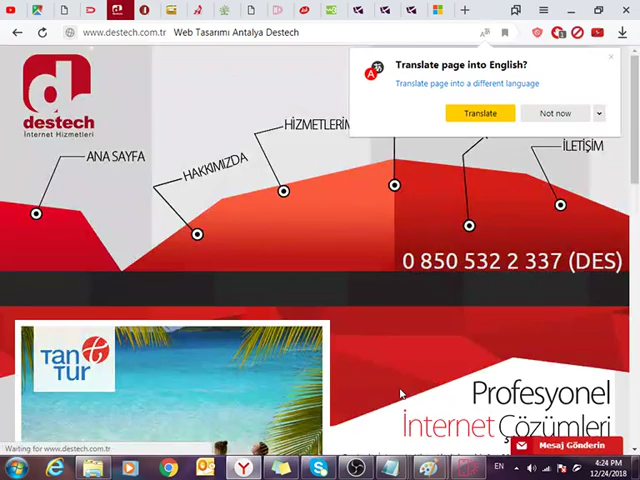 www.destech.com.tr Web Tasarımı Antalya Destech
Translate page into English?
Translate page into a different language
Translate
Not now
destech
İnternet Hizmetleri
ANA SAYFA
HAKKIMIZDA
HİZMETLERİM
İLETİŞİM
0 850 532 2 337 (DES)
Tan
Tur
Profesyonel
İnternet Çözümleri
Mesaj Gönderin
Waiting for www.destech.com.tr
EN
4:24 PM
12/24/2018